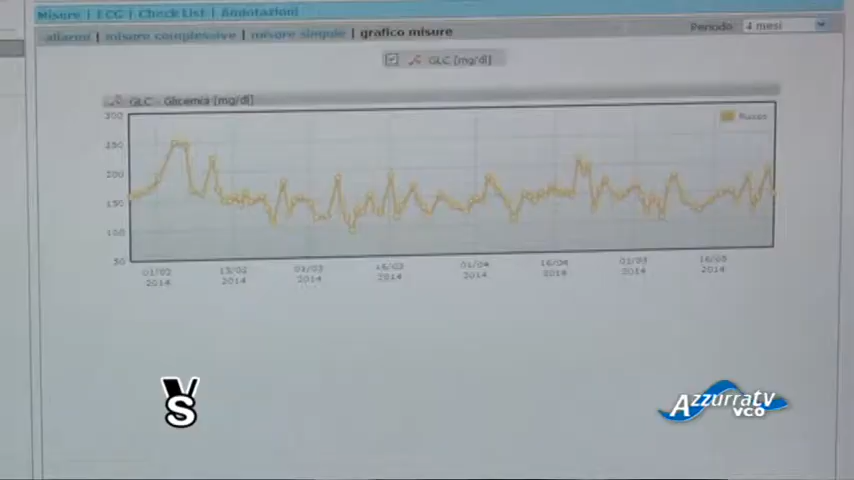 Misure | ECG | Check List | Annotazioni
allarmi | misure complessive | misure singole | grafico misure
Periodo 4 mesi
GLC [mg/dl]
GLC - Glicemia [mg/dl]
300
250
200
150
100
50
01/02 2014
15/02 2014
01/03 2014
16/03 2014
01/04 2014
16/04 2014
01/05 2014
16/05 2014
VS
Azzurratv
VCO